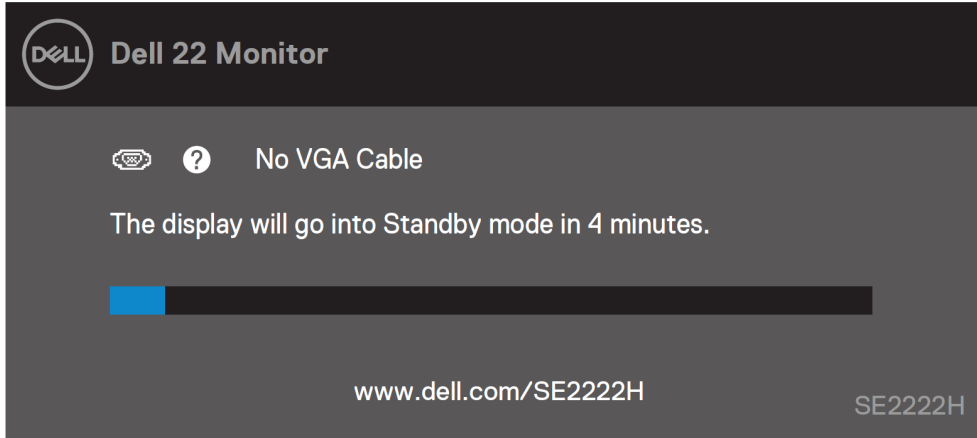 DELL Dell 22 Monitor
? No VGA Cable
The display will go into Standby mode in 4 minutes.
www.dell.com/SE2222H
SE2222H